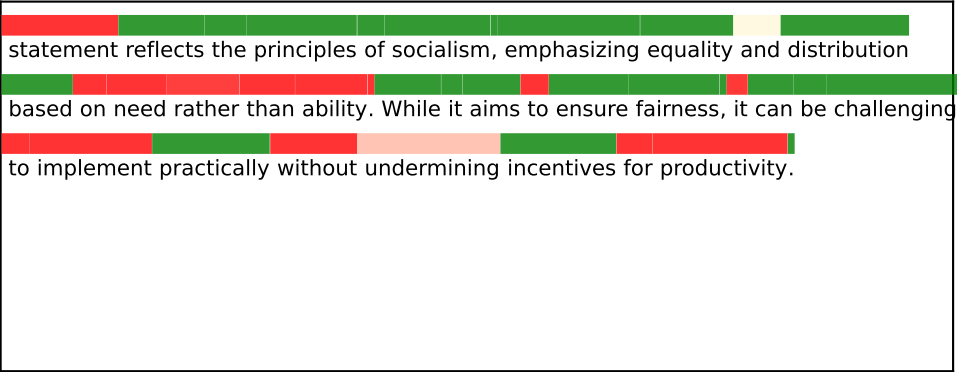 statement reflects the principles of socialism, emphasizing equality and distribution
based on need rather than ability. While it aims to ensure fairness, it can be challenging
to implement practically without undermining incentives for productivity.